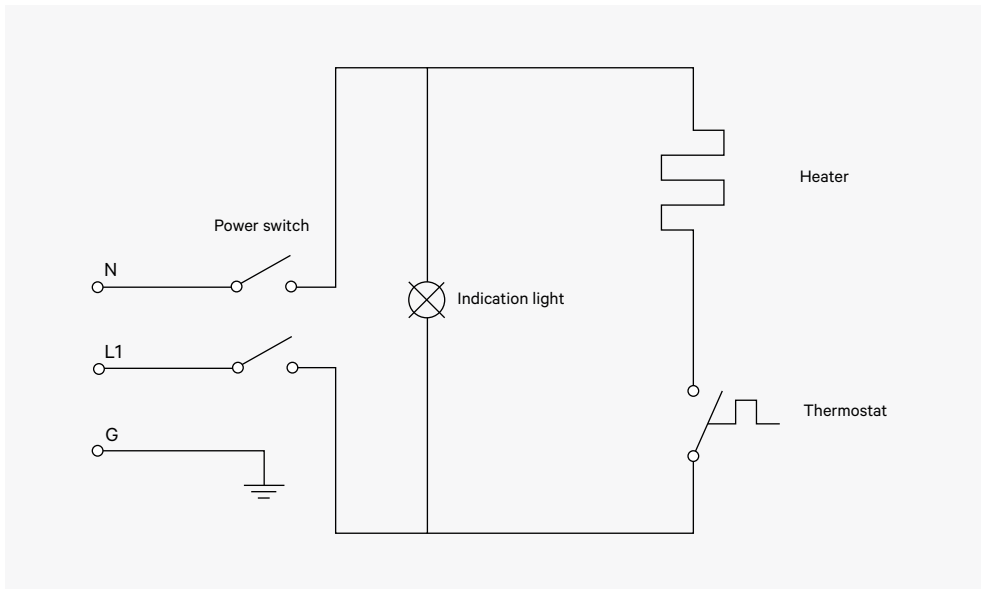 Power switch
N
L1
G
Indication light
Heater
Thermostat